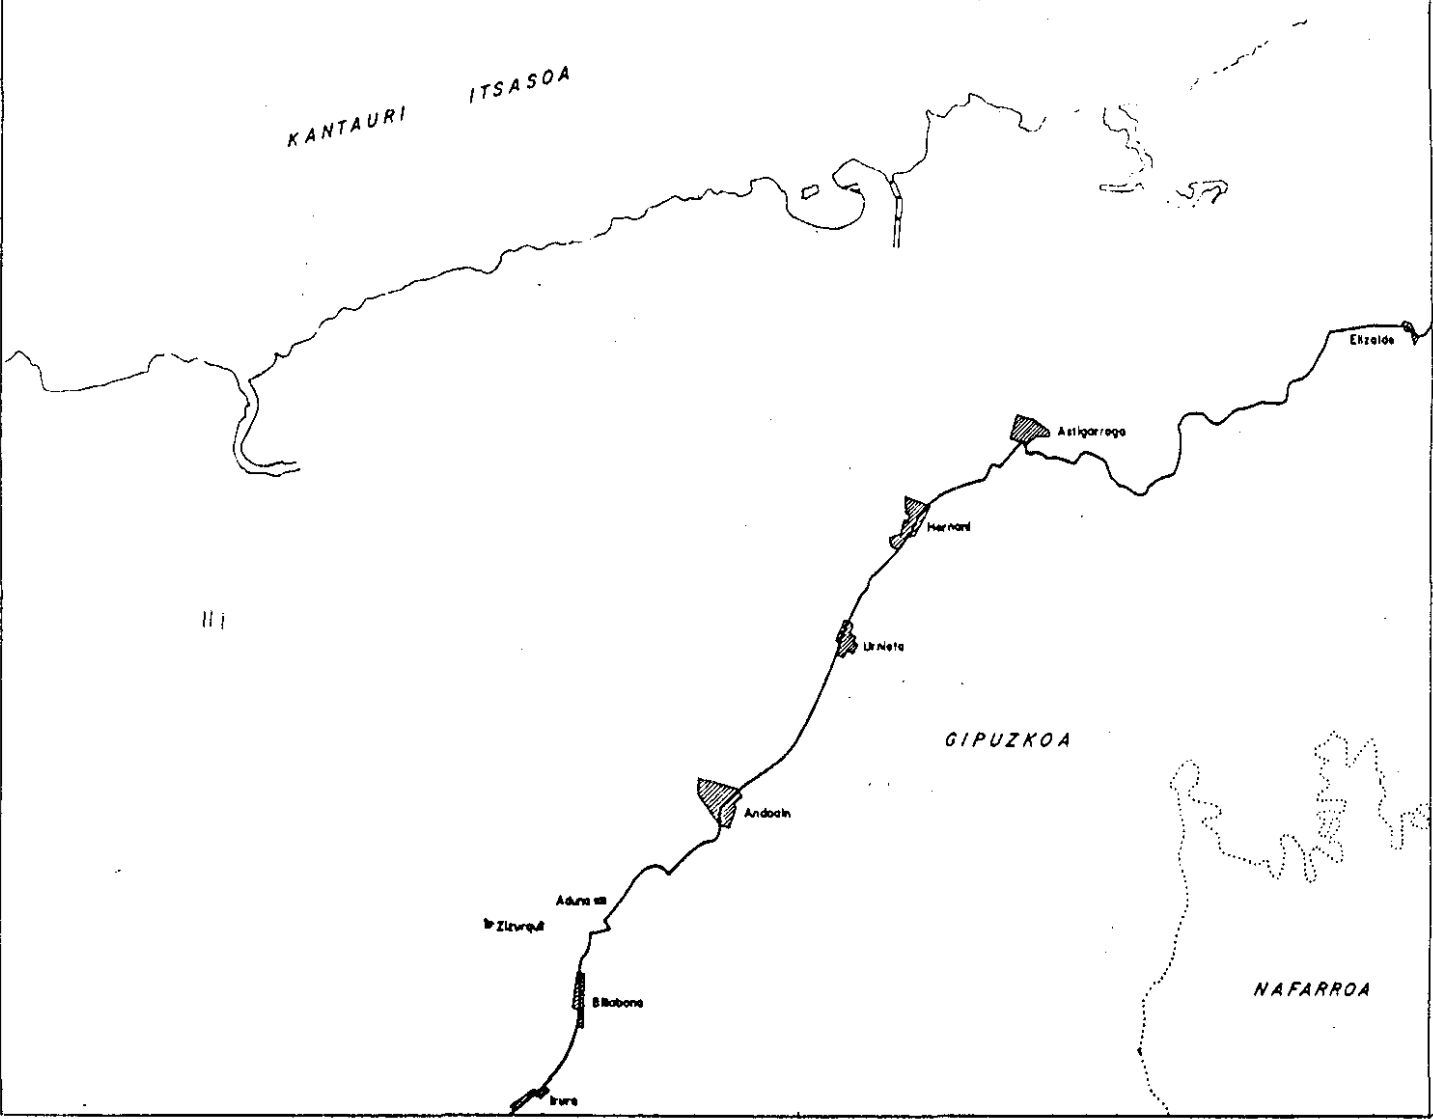 KANTAURI ITSASOA
Elizalde
Astigarraga
Hernani
Urnieta
GIPUZKOA
Andoain
Aduna
Zizurquil
NAFARROA
Billabona
Irura